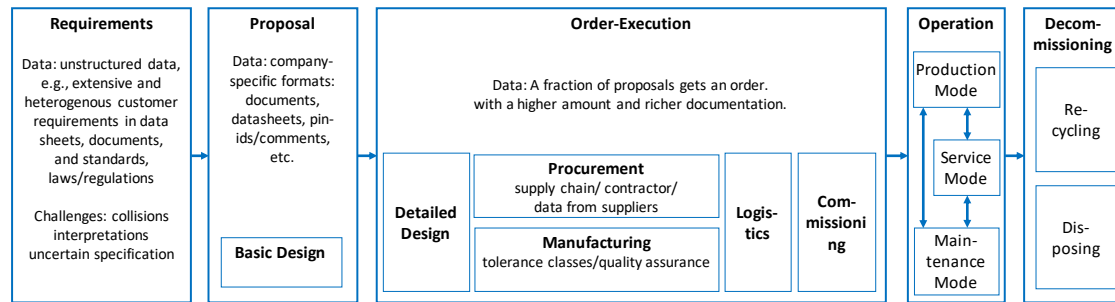 Requirements
Data: unstructured data,
e.g., extensive and
heterogenous customer
requirements in data
sheets, documents,
and standards,
laws/regulations
Challenges: collisions
interpretations
uncertain specification
Proposal
Data: company-
specific formats:
documents,
datasheets, pin-
ids/comments,
etc.
Basic Design
Order-Execution
Data: A fraction of proposals gets an order.
with a higher amount and richer documentation.
Detailed
Design
Procurement
supply chain/ contractor/
data from suppliers
Manufacturing
tolerance classes/quality assurance
Logis-
tics
Com-
missioni
ng
Operation
Production
Mode
Service
Mode
Main-
tenance
Mode
Decom-
missioning
Re-
cycling
Dis-
posing